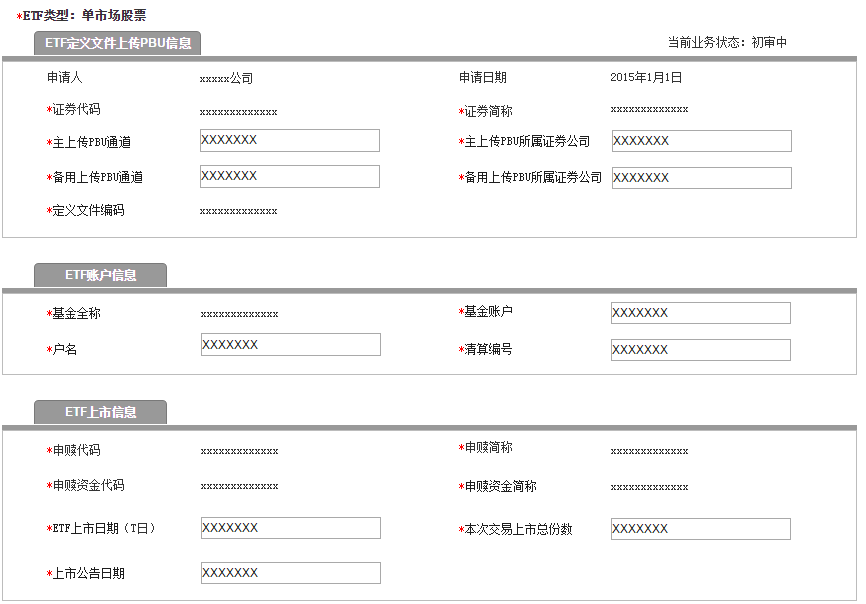 *ETF类型：单市场股票
ETF定义文件上传PBU信息 当前业务状态：初审中
申请人 xxxxx公司 申请日期 2015年1月1日
*证券代码 xxxxxxxxxxxxx *证券简称 xxxxxxxxxxxxx
*主上传PBU通道 XXXXXXX *主上传PBU所属证券公司 XXXXXXX
*备用上传PBU通道 XXXXXXX *备用上传PBU所属证券公司 XXXXXXX
*定义文件编码 xxxxxxxxxxxxx
ETF账户信息
*基金全称 xxxxxxxxxxxxx *基金账户 XXXXXXX
*户名 XXXXXXX *清算编号 XXXXXXX
ETF上市信息
*申赎代码 xxxxxxxxxxxxx *申赎简称 xxxxxxxxxxxxx
*申赎资金代码 xxxxxxxxxxxxx *申赎资金简称 xxxxxxxxxxxxx
*ETF上市日期（T日） XXXXXXX *本次交易上市总份数 XXXXXXX
*上市公告日期 XXXXXXX